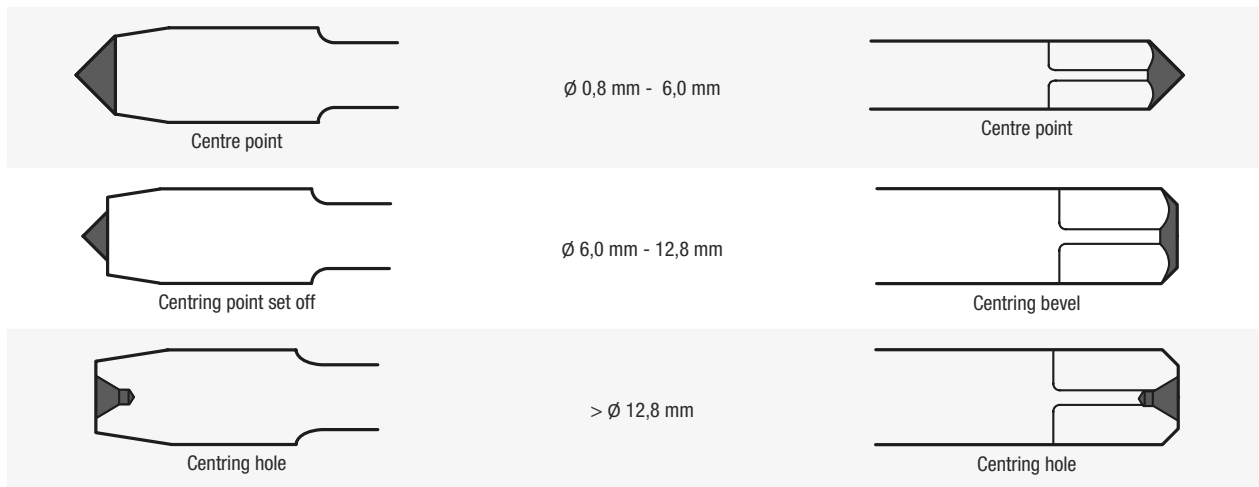 Centre point
Ø 0,8 mm - 6,0 mm
Centre point
Centring point set off
Ø 6,0 mm - 12,8 mm
Centring bevel
Centring hole
> Ø 12,8 mm
Centring hole